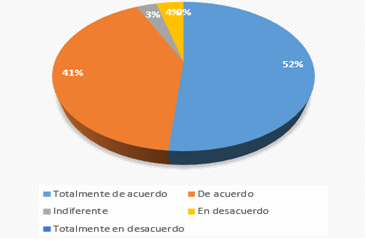 3% 4% 0%
52%
41%
Totalmente de acuerdo De acuerdo
Indiferente En desacuerdo
Totalmente en desacuerdo